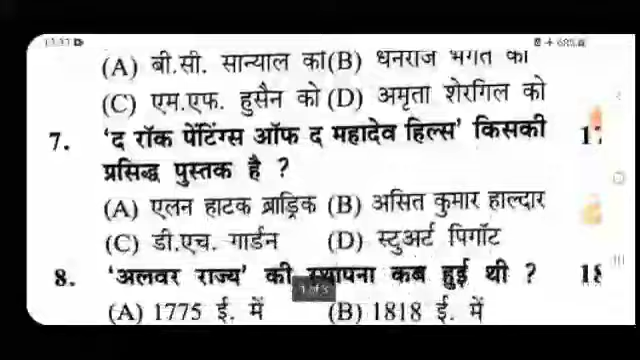 (A) बी.सी. सान्याल को (B) धनराज भगत को
(C) एम.एफ. हुसैन को (D) अमृता शेरगिल को
7. 'द रॉक पेंटिंग्स ऑफ द महादेव हिल्स' किसकी
प्रसिद्ध पुस्तक है ?
(A) एलन हाटक ब्राड्रिक (B) असित कुमार हाल्दार
(C) डी.एच. गार्डन (D) स्टुअर्ट पिगॉट
8. 'अलवर राज्य' की स्थापना कब हुई थी ?
(A) 1775 ई. में (B) 1818 ई. में